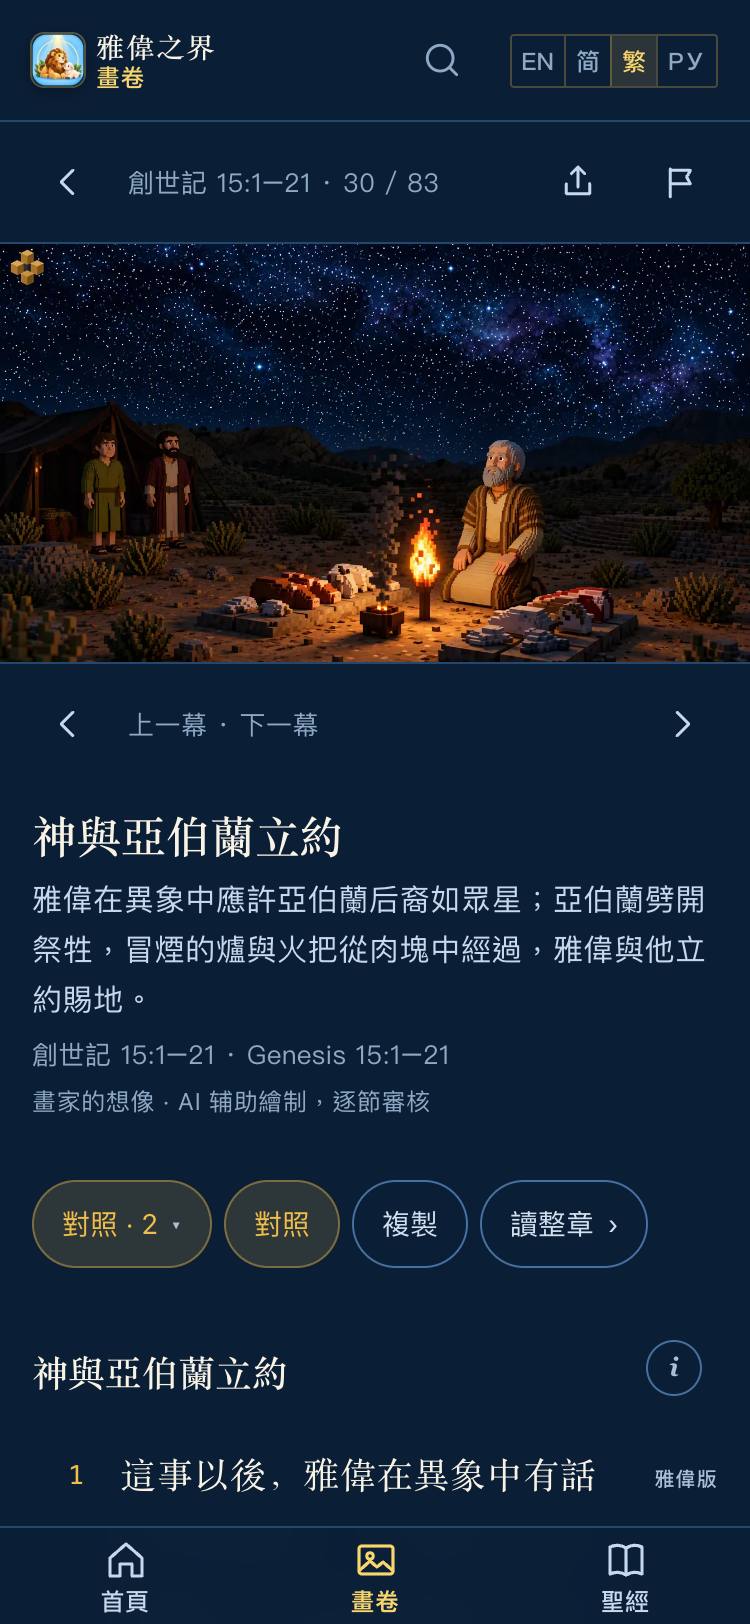 雅偉之界
畫卷
EN 简 繁 РУ
創世記 15:1—21 · 30 / 83
上一幕 · 下一幕
神與亞伯蘭立約
雅偉在異象中應許亞伯蘭后裔如眾星；亞伯蘭劈開
祭牲，冒煙的爐與火把從肉塊中經過，雅偉與他立
約賜地。
創世記 15:1—21 · Genesis 15:1—21
畫家的想像 · AI 辅助繪制，逐節審核
對照 · 2 ▾ 對照 複製 讀整章 ›
神與亞伯蘭立約
i
1 這事以後，雅偉在異象中有話 雅偉版
首頁 畫卷 聖經